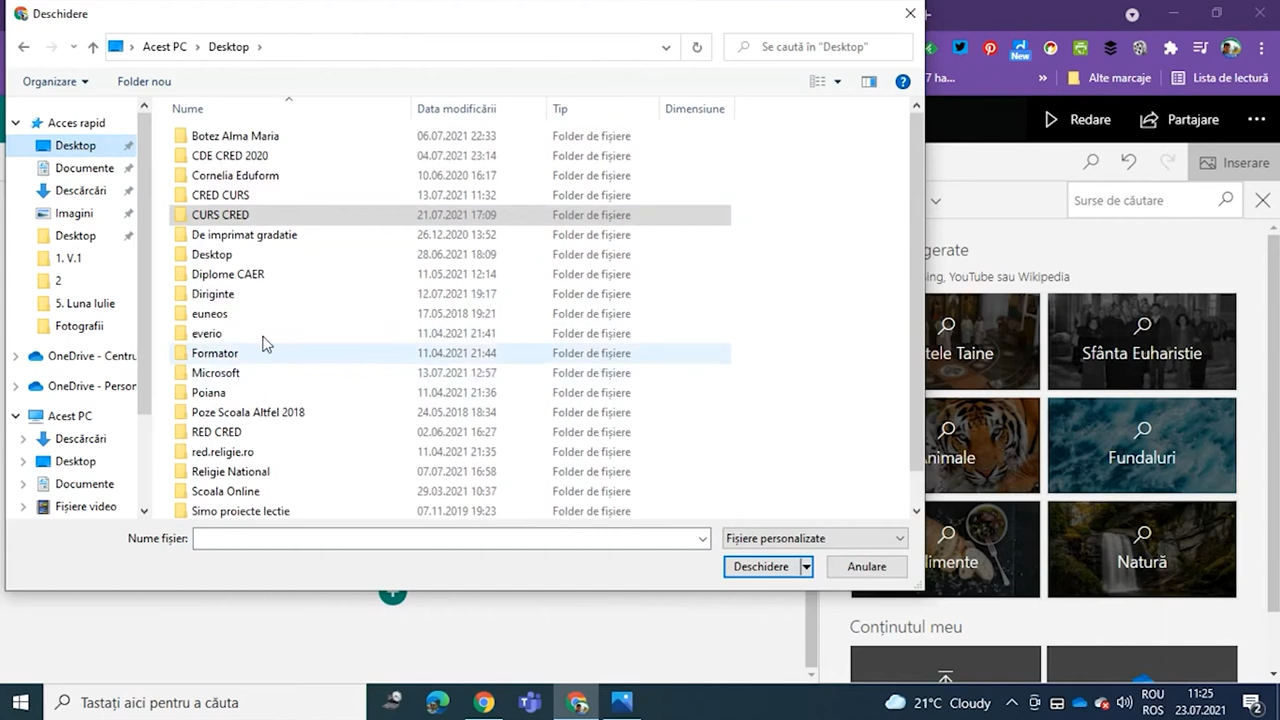 Deschidere
Acest PC > Desktop >
Se caută în "Desktop"
Organizare
Folder nou
Nume
Data modificării
Tip
Dimensiune
Acces rapid
Desktop
Documente
Descărcări
Imagini
Desktop
1. V.1
2
5. Luna Iulie
Fotografii
OneDrive - Centru
OneDrive - Person
Acest PC
Descărcări
Desktop
Documente
Fișiere video
Botez Alma Maria 06.07.2021 22:33 Folder de fișiere
CDE CRED 2020 04.07.2021 23:14 Folder de fișiere
Cornelia Eduform 10.06.2020 16:17 Folder de fișiere
CRED CURS 13.07.2021 11:32 Folder de fișiere
CURS CRED 21.07.2021 17:09 Folder de fișiere
De imprimat gradatie 26.12.2020 13:52 Folder de fișiere
Desktop 28.06.2021 18:09 Folder de fișiere
Diplome CAER 11.05.2021 12:14 Folder de fișiere
Diriginte 12.07.2021 19:17 Folder de fișiere
euneos 17.05.2018 19:21 Folder de fișiere
everio 11.04.2021 21:41 Folder de fișiere
Formator 11.04.2021 21:44 Folder de fișiere
Microsoft 13.07.2021 12:57 Folder de fișiere
Poiana 11.04.2021 21:36 Folder de fișiere
Poze Scoala Altfel 2018 24.05.2018 18:34 Folder de fișiere
RED CRED 02.06.2021 16:27 Folder de fișiere
red.religie.ro 11.04.2021 21:35 Folder de fișiere
Religie National 07.07.2021 16:58 Folder de fișiere
Scoala Online 29.03.2021 10:37 Folder de fișiere
Simo proiecte lectie 07.11.2019 19:23 Folder de fișiere
Nume fișier:
Fișiere personalizate
Deschidere
Anulare
New
7 ha...
»
Alte marcaje
Lista de lectură
Redare
Partajare
Inserare
Surse de căutare
gerate
ing, YouTube sau Wikipedia
tele Taine
Sfânta Euharistie
Animale
Fundaluri
limente
Natură
Conținutul meu
Tastați aici pentru a căuta
21°C Cloudy
ROU
ROS
11:25
23.07.2021
2